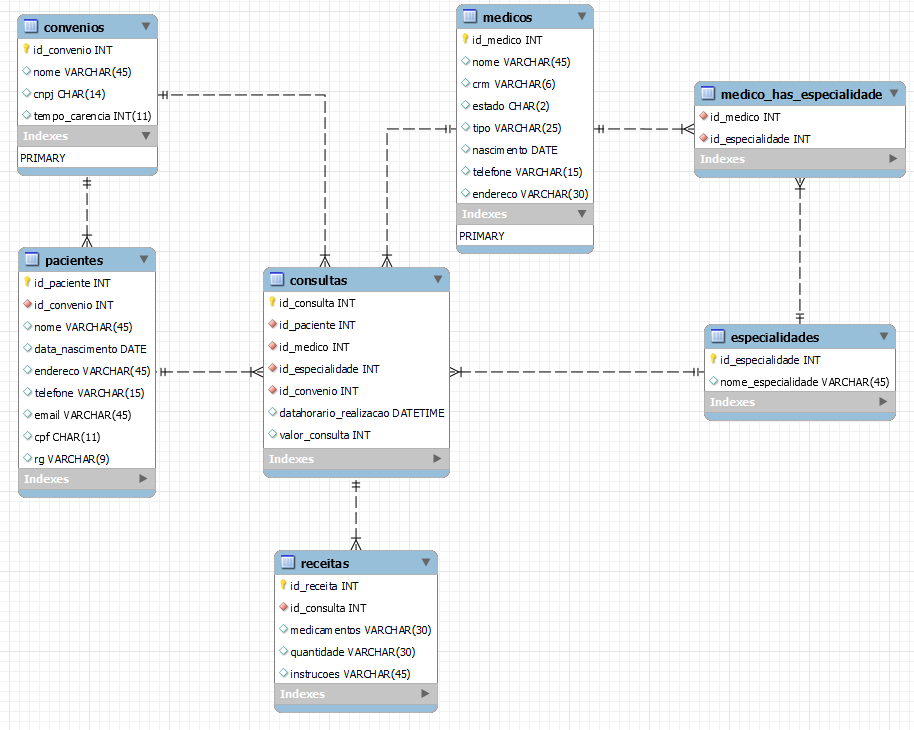 convenios
id_convenio INT
nome VARCHAR(45)
cnpj CHAR(14)
tempo_carencia INT(11)
Indexes
PRIMARY
medicos
id_medico INT
nome VARCHAR(45)
crm VARCHAR(6)
estado CHAR(2)
tipo VARCHAR(25)
nascimento DATE
telefone VARCHAR(15)
endereco VARCHAR(30)
Indexes
PRIMARY
medico_has_especialidade
id_medico INT
id_especialidade INT
Indexes
pacientes
id_paciente INT
id_convenio INT
nome VARCHAR(45)
data_nascimento DATE
endereco VARCHAR(45)
telefone VARCHAR(15)
email VARCHAR(45)
cpf CHAR(11)
rg VARCHAR(9)
Indexes
consultas
id_consulta INT
id_paciente INT
id_medico INT
id_especialidade INT
id_convenio INT
datahorario_realizacao DATETIME
valor_consulta INT
Indexes
especialidades
id_especialidade INT
nome_especialidade VARCHAR(45)
Indexes
receitas
id_receita INT
id_consulta INT
medicamentos VARCHAR(30)
quantidade VARCHAR(30)
instrucoes VARCHAR(45)
Indexes